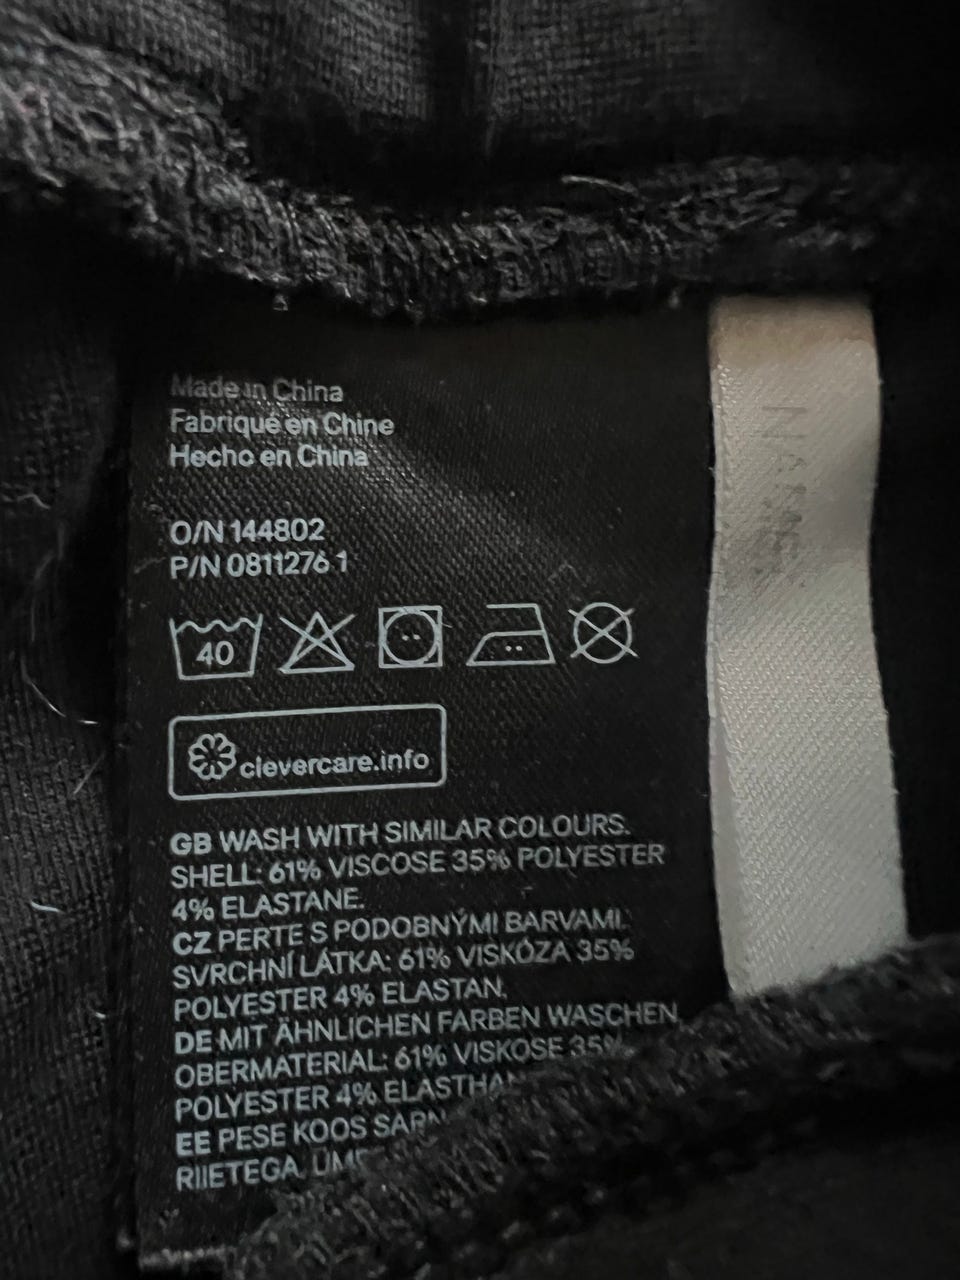 Made in China
Fabriqué en Chine
Hecho en China
O/N 144802
P/N 0811276 1
40
clevercare.info
GB WASH WITH SIMILAR COLOURS.
SHELL: 61% VISCOSE 35% POLYESTER
4% ELASTANE.
CZ PERTE S PODOBNÝMI BARVAMI.
SVRCHNÍ LÁTKA: 61% VISKÓZA 35%
POLYESTER 4% ELASTAN.
DE MIT ÄHNLICHEN FARBEN WASCHEN.
OBERMATERIAL: 61% VISKOSE 35%
POLYESTER 4%
EE PESE KOOS
RIIETEGA.